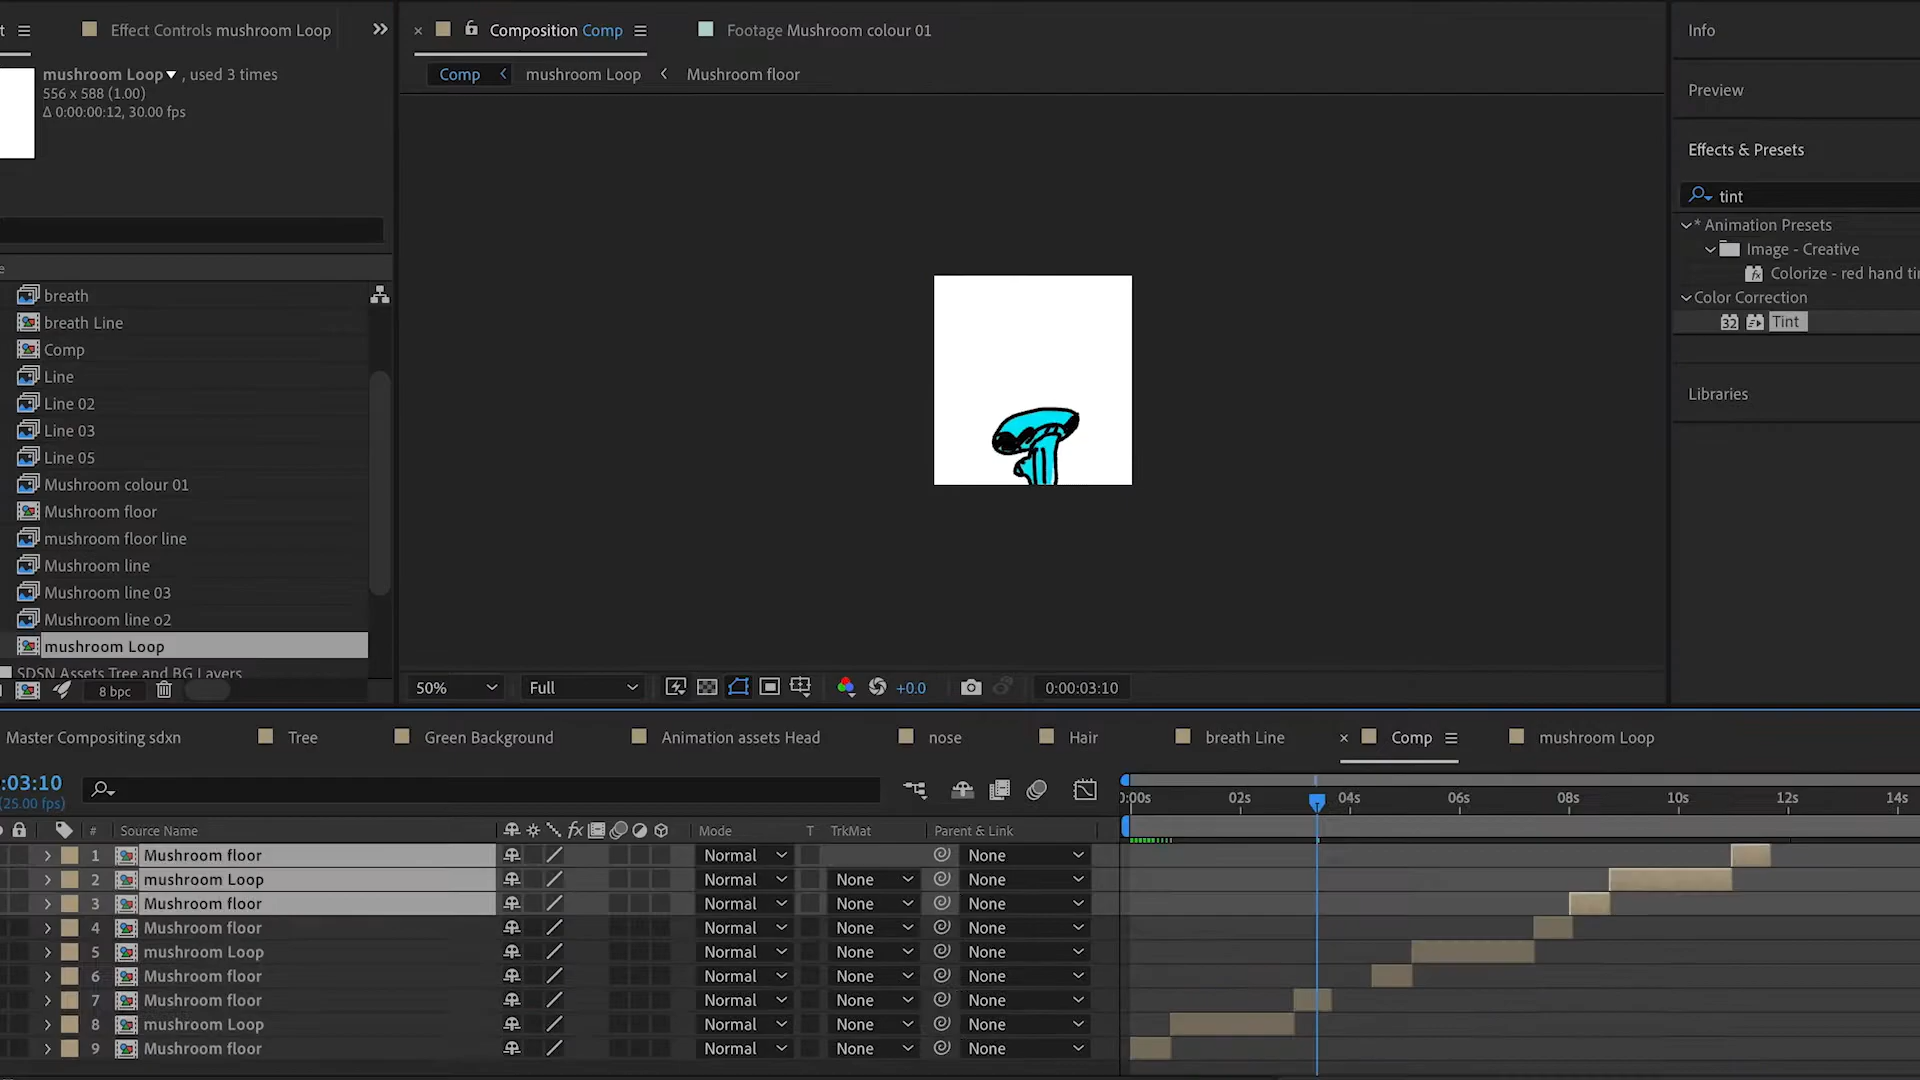 t
Effect Controls mushroom Loop
Composition Comp
Footage Mushroom colour 01
Info
mushroom Loop, used 3 times
556 x 588 (1.00)
Δ 0:00:00:12, 30.00 fps
Comp
mushroom Loop
Mushroom floor
Preview
Effects & Presets
tint
* Animation Presets
Image - Creative
Colorize - red hand tin
Color Correction
32
Tint
Libraries
e
breath
breath Line
Comp
Line
Line 02
Line 03
Line 05
Mushroom colour 01
Mushroom floor
mushroom floor line
Mushroom line
Mushroom line 03
Mushroom line o2
mushroom Loop
SDSN Assets Tree and BG Layers
8 bpc
50%
Full
+0.0
0:00:03:10
Master Compositing sdxn
Tree
Green Background
Animation assets Head
nose
Hair
breath Line
Comp
mushroom Loop
:03:10
(25.00 fps)
0:00s 02s 04s 06s 08s 10s 12s 14s
# Source Name fx Mode T TrkMat Parent & Link
1 Mushroom floor Normal None
2 mushroom Loop Normal None None
3 Mushroom floor Normal None None
4 Mushroom floor Normal None None
5 mushroom Loop Normal None None
6 Mushroom floor Normal None None
7 Mushroom floor Normal None None
8 mushroom Loop Normal None None
9 Mushroom floor Normal None None